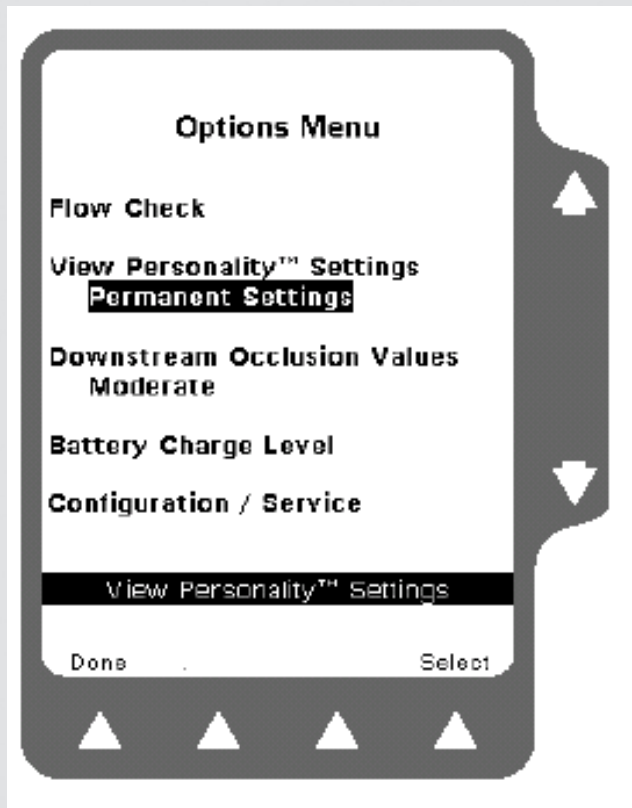 Options Menu
Flow Check
View Personality™ Settings
Permanent Settings
Downstream Occlusion Values
Moderate
Battery Charge Level
Configuration / Service
View Personality™ Settings
Done . Select